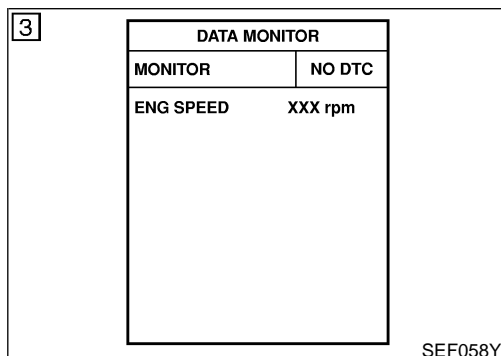 3
DATA MONITOR
MONITOR NO DTC
ENG SPEED XXX rpm
SEF058Y